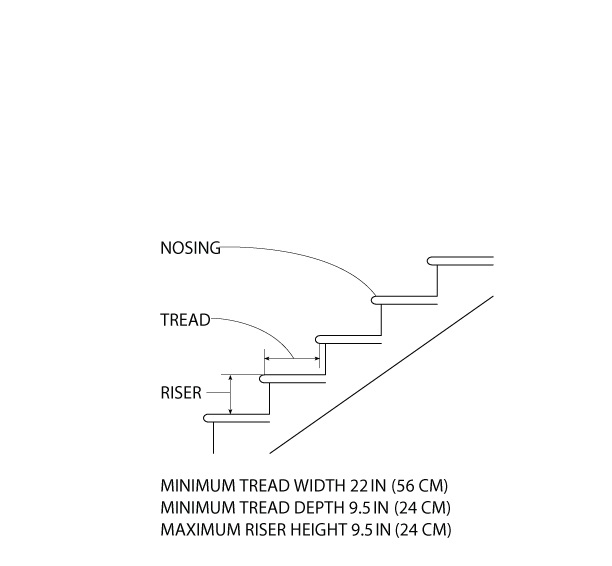 NOSING
TREAD
RISER
MINIMUM TREAD WIDTH 22 IN (56 CM)
MINIMUM TREAD DEPTH 9.5 IN (24 CM)
MAXIMUM RISER HEIGHT 9.5 IN (24 CM)